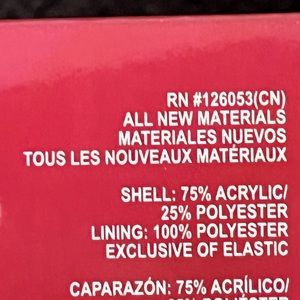 RN #126053(CN)
ALL NEW MATERIALS
MATERIALES NUEVOS
TOUS LES NOUVEAUX MATÉRIAUX
SHELL: 75% ACRYLIC/
25% POLYESTER
LINING: 100% POLYESTER
EXCLUSIVE OF ELASTIC
CAPARAZÓN: 75% ACRÍLICO/